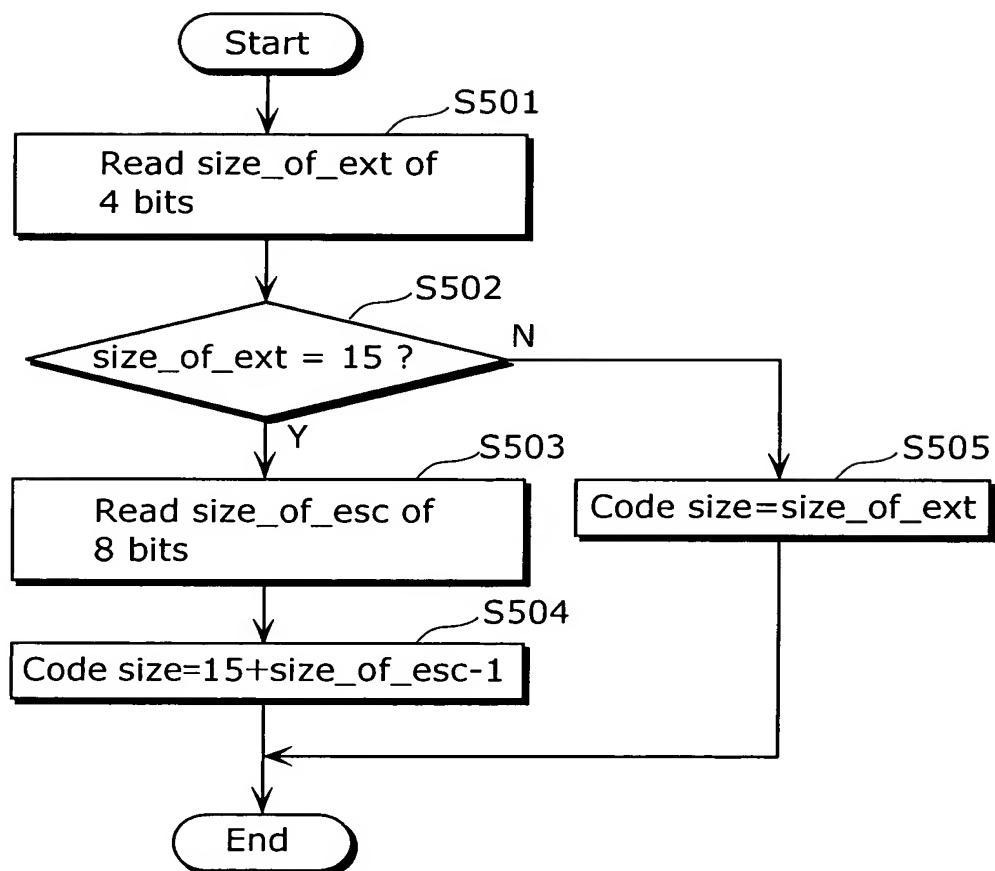 Start
S501
Read size_of_ext of
4 bits
S502
size_of_ext = 15 ?
N
Y
S503
Read size_of_esc of
8 bits
S505
Code size=size_of_ext
S504
Code size=15+size_of_esc-1
End